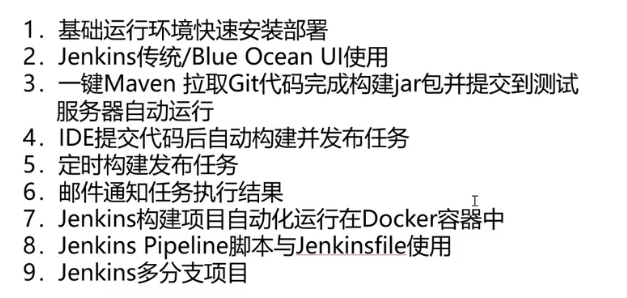 1. 基础运行环境快速安装部署
2. Jenkins传统/Blue Ocean UI使用
3. 一键Maven 拉取Git代码完成构建jar包并提交到测试
服务器自动运行
4. IDE提交代码后自动构建并发布任务
5. 定时构建发布任务
6. 邮件通知任务执行结果
7. Jenkins构建项目自动化运行在Docker容器中
8. Jenkins Pipeline脚本与Jenkinsfile使用
9. Jenkins多分支项目